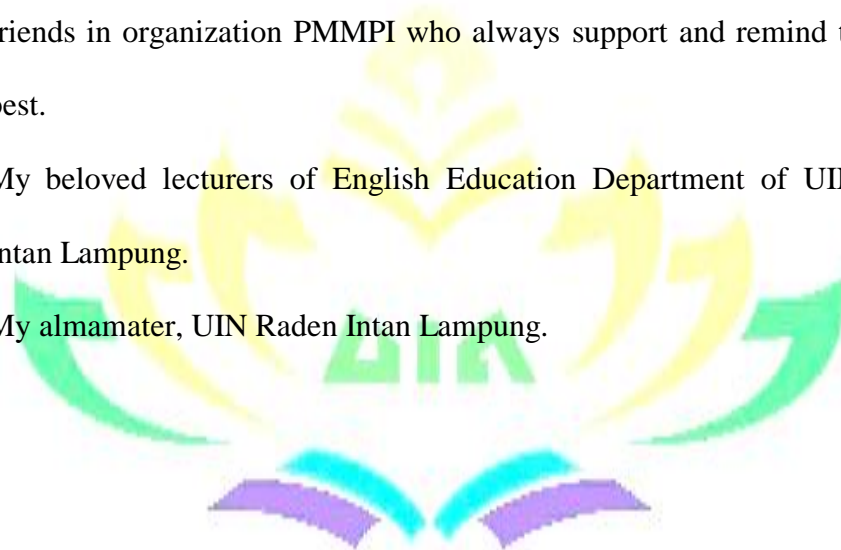 riends in organization PMMPI who always support and remind t
best.
My beloved lecturers of English Education Department of UI
ntan Lampung.
My almamater, UIN Raden Intan Lampung.